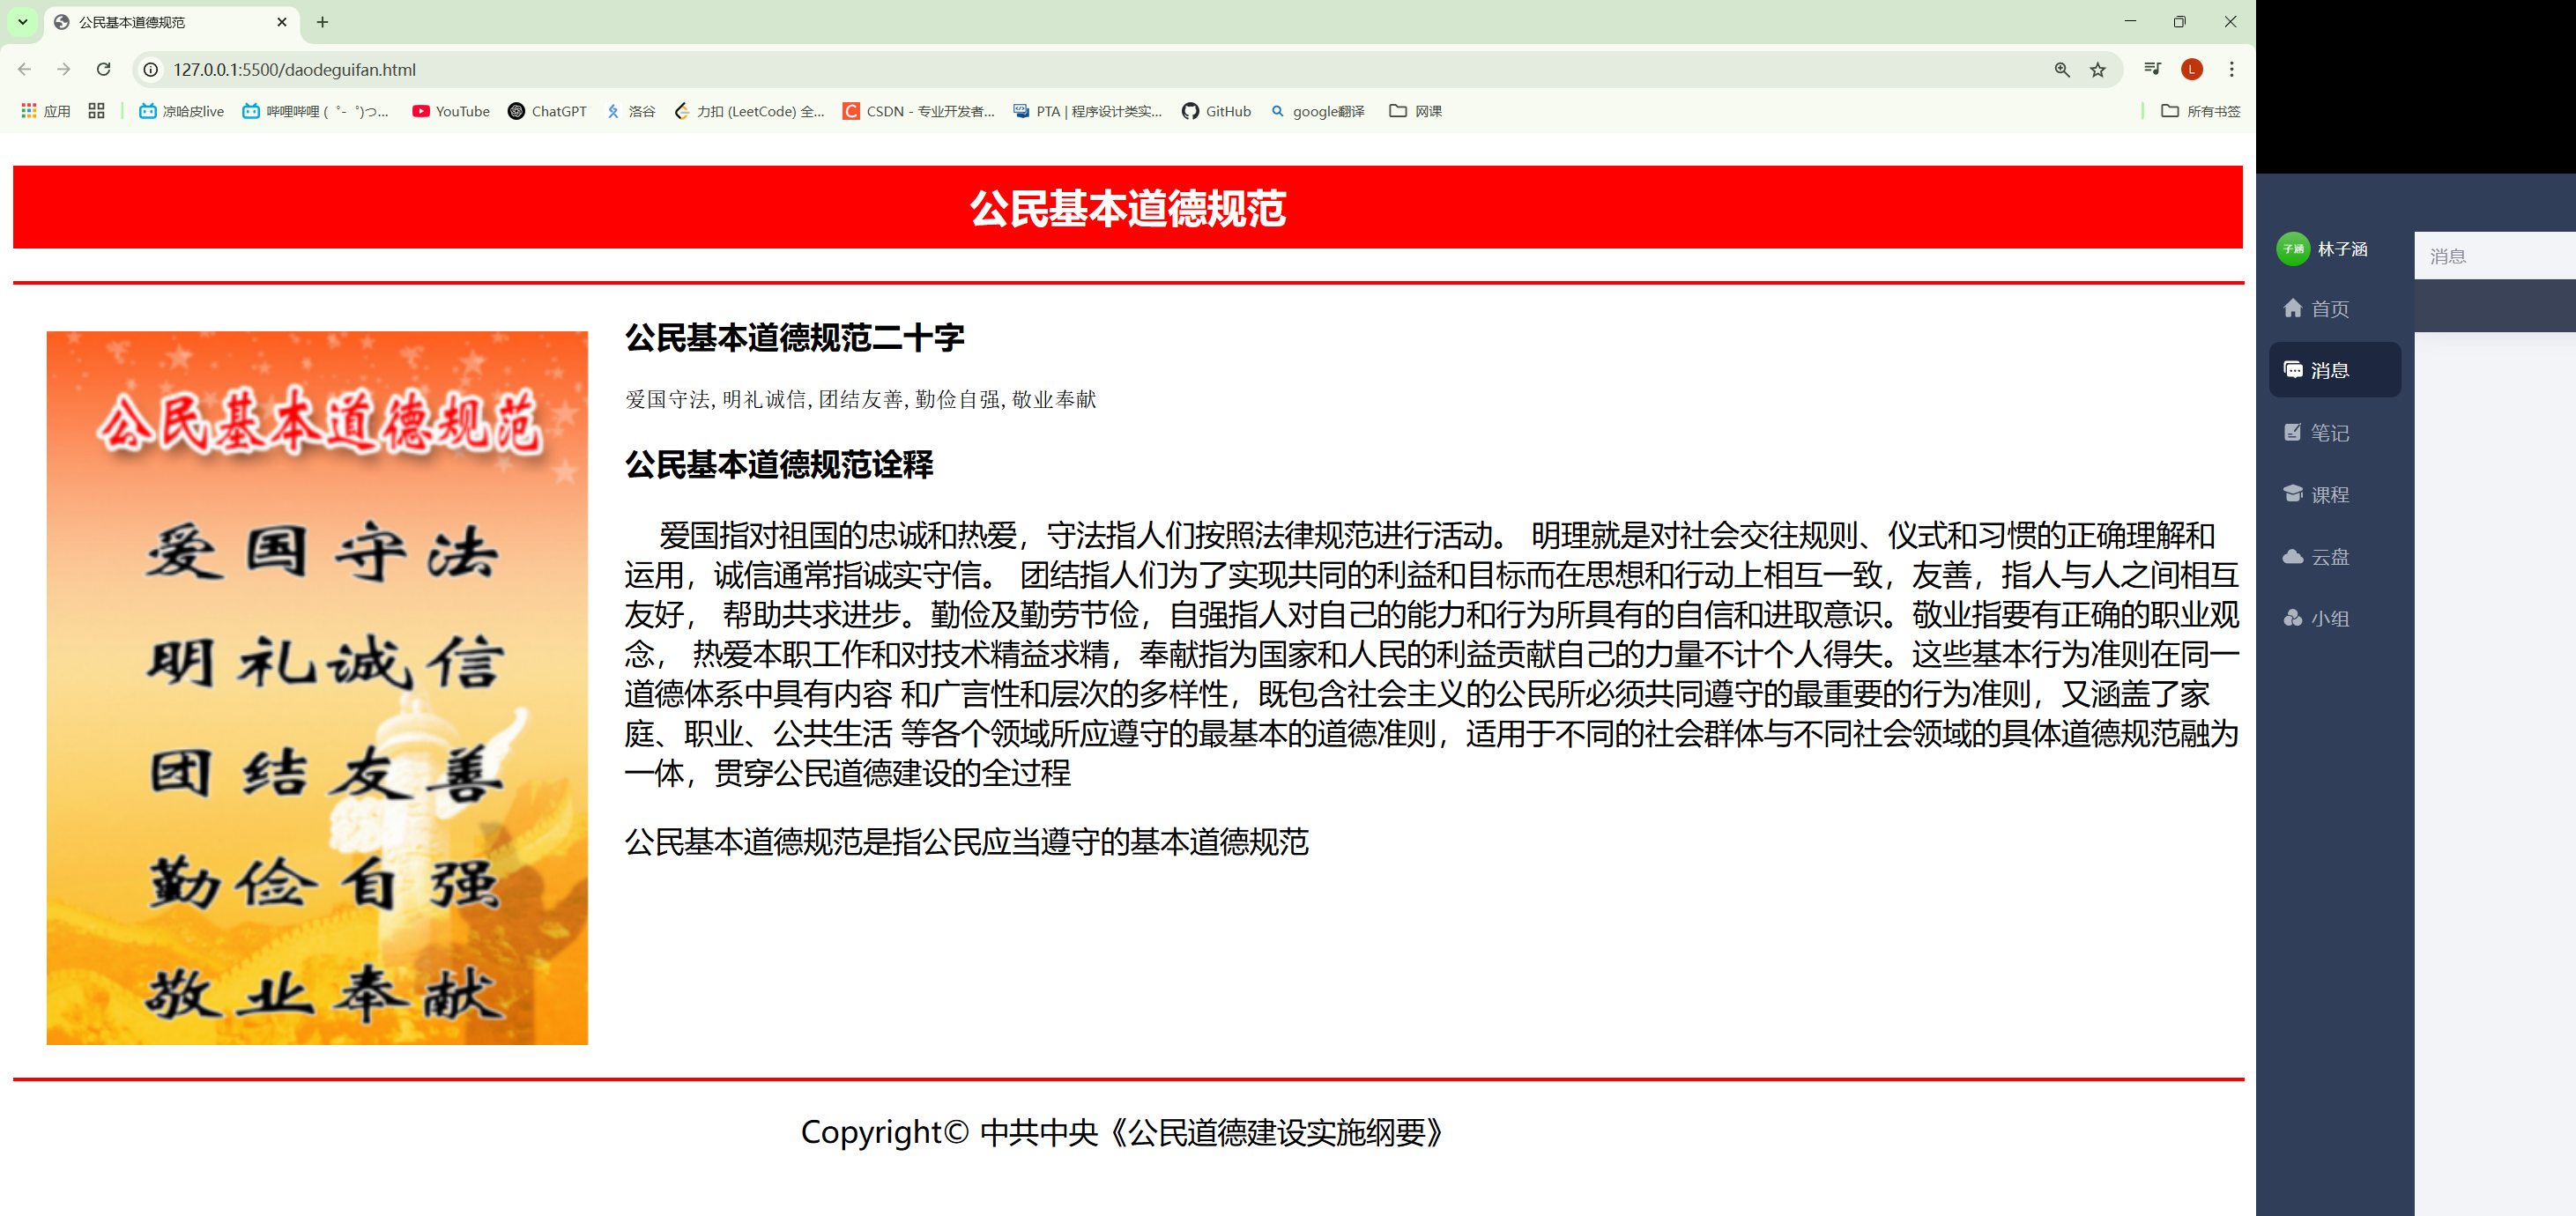 公民基本道德规范
127.0.0.1:5500/daodeguifan.html
L
应用
凉哈皮live
哔哩哔哩 ( ゜- ゜)つ...
YouTube
ChatGPT
洛谷
力扣 (LeetCode) 全...
CSDN - 专业开发者...
PTA | 程序设计类实...
GitHub
google翻译
网课
所有书签
公民基本道德规范
公民基本道德规范
爱国守法
明礼诚信
团结友善
勤俭自强
敬业奉献
公民基本道德规范二十字
爱国守法, 明礼诚信, 团结友善, 勤俭自强, 敬业奉献
公民基本道德规范诠释
爱国指对祖国的忠诚和热爱，守法指人们按照法律规范进行活动。 明理就是对社会交往规则、仪式和习惯的正确理解和
运用，诚信通常指诚实守信。 团结指人们为了实现共同的利益和目标而在思想和行动上相互一致，友善，指人与人之间相互
友好， 帮助共求进步。勤俭及勤劳节俭，自强指人对自己的能力和行为所具有的自信和进取意识。敬业指要有正确的职业观
念， 热爱本职工作和对技术精益求精，奉献指为国家和人民的利益贡献自己的力量不计个人得失。这些基本行为准则在同一
道德体系中具有内容 和广言性和层次的多样性，既包含社会主义的公民所必须共同遵守的最重要的行为准则，又涵盖了家
庭、职业、公共生活 等各个领域所应遵守的最基本的道德准则，适用于不同的社会群体与不同社会领域的具体道德规范融为
一体，贯穿公民道德建设的全过程
公民基本道德规范是指公民应当遵守的基本道德规范
Copyright© 中共中央《公民道德建设实施纲要》
子涵
林子涵
首页
消息
笔记
课程
云盘
小组
消息